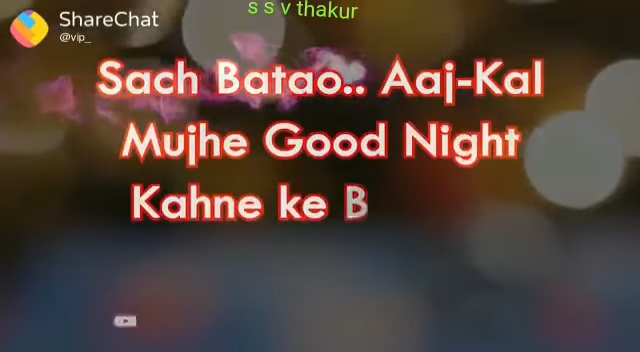 s s v thakur
ShareChat
@vip_
Sach Batao.. Aaj-Kal
Mujhe Good Night
Kahne ke B